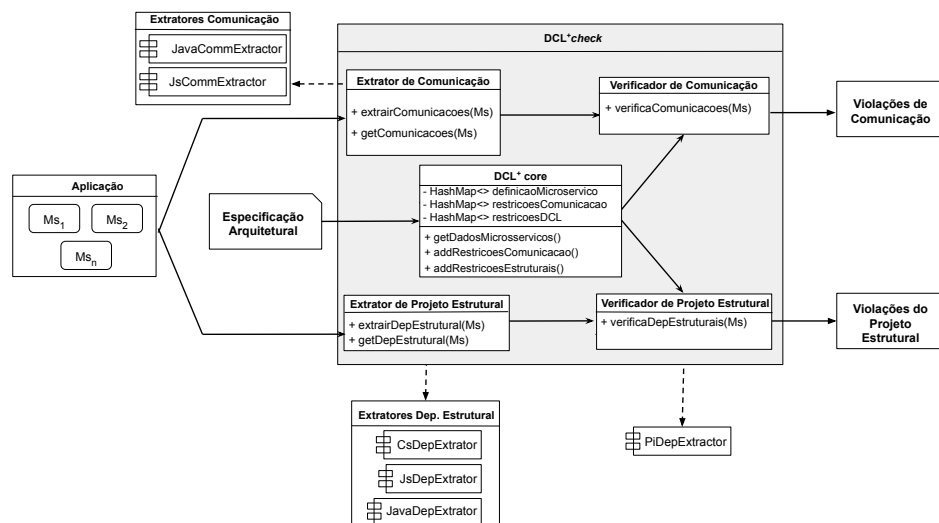 Extratores Comunicação
JavaCommExtractor
JsCommExtractor
DCL+check
Extrator de Comunicação
+ extrairComunicacoes(Ms)
+ getComunicacoes(Ms)
Verificador de Comunicação
+ verificaComunicacoes(Ms)
Violações de
Comunicação
Aplicação
Ms1
Ms2
Msn
Especificação
Arquitetural
DCL+ core
- HashMap<> definicaoMicroservico
- HashMap<> restricoesComunicacao
- HashMap<> restricoesDCL
+ getDadosMicrosservicos()
+ addRestricoesComunicacao()
+ addRestricoesEstruturais()
Extrator de Projeto Estrutural
+ extrairDepEstrutural(Ms)
+ getDepEstrutural(Ms)
Verificador de Projeto Estrutural
+ verificaDepEstruturais(Ms)
Violações do
Projeto
Estrutural
Extratores Dep. Estrutural
CsDepExtrator
JsDepExtrator
JavaDepExtrator
PiDepExtractor